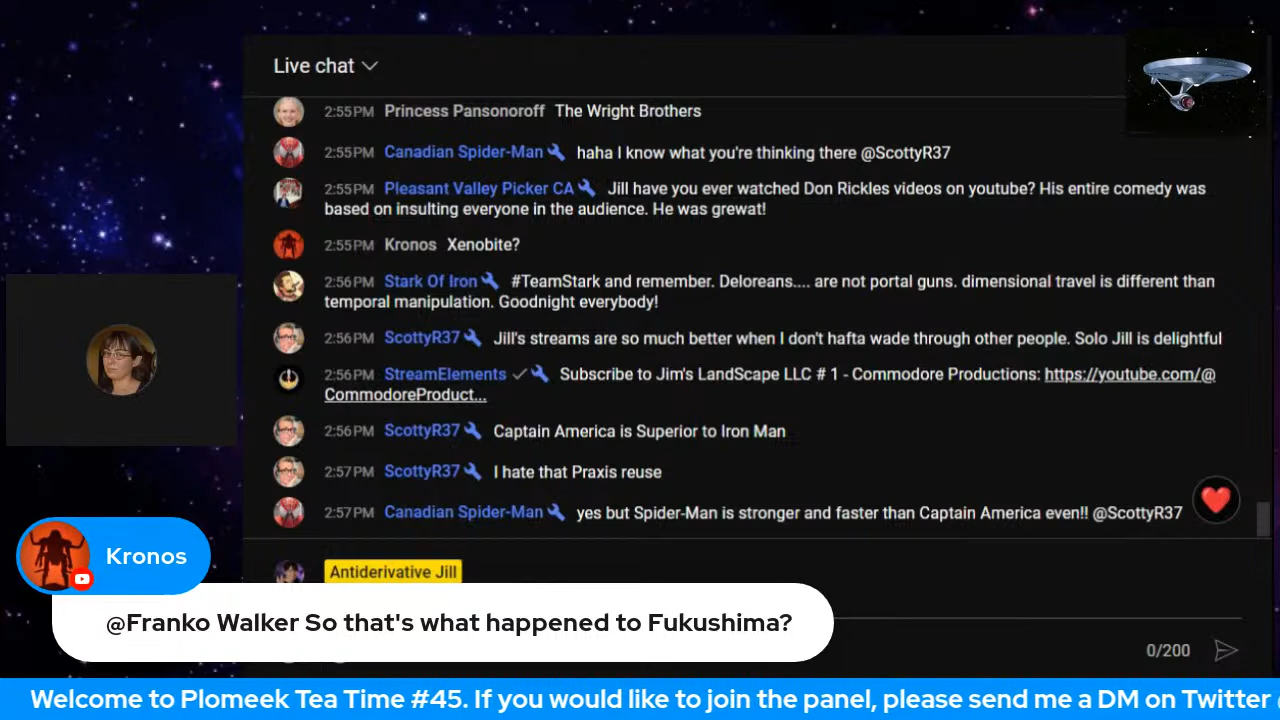 Live chat
2:55PM Princess Pansonoroff The Wright Brothers
2:55PM Canadian Spider-Man haha I know what you're thinking there @ScottyR37
2:55PM Pleasant Valley Picker CA Jill have you ever watched Don Rickles videos on youtube? His entire comedy was
based on insulting everyone in the audience. He was grewat!
2:55PM Kronos Xenobite?
2:56PM Stark Of Iron #TeamStark and remember. Deloreans.... are not portal guns. dimensional travel is different than
temporal manipulation. Goodnight everybody!
2:56PM ScottyR37 Jill's streams are so much better when I don't hafta wade through other people. Solo Jill is delightful
2:56PM StreamElements Subscribe to Jim's LandScape LLC # 1 - Commodore Productions: https://youtube.com/@
CommodoreProduct...
2:56PM ScottyR37 Captain America is Superior to Iron Man
2:57PM ScottyR37 I hate that Praxis reuse
2:57PM Canadian Spider-Man yes but Spider-Man is stronger and faster than Captain America even!! @ScottyR37
Kronos
Antiderivative Jill
@Franko Walker So that's what happened to Fukushima?
0/200
Welcome to Plomeek Tea Time #45. If you would like to join the panel, please send me a DM on Twitter